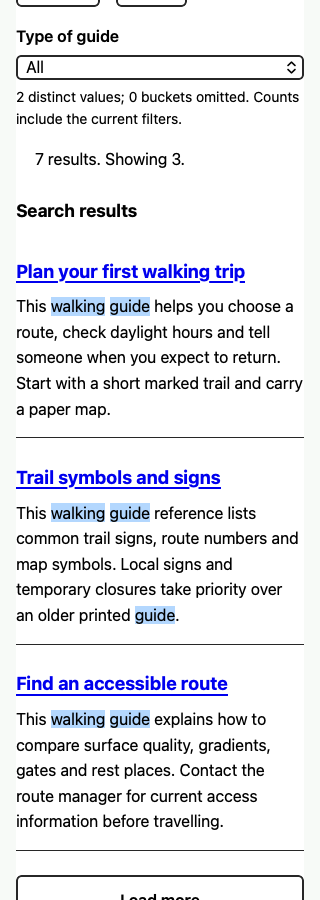 Type of guide
All
2 distinct values; 0 buckets omitted. Counts
include the current filters.
7 results. Showing 3.
Search results
Plan your first walking trip
This walking guide helps you choose a
route, check daylight hours and tell
someone when you expect to return.
Start with a short marked trail and carry
a paper map.
Trail symbols and signs
This walking guide reference lists
common trail signs, route numbers and
map symbols. Local signs and
temporary closures take priority over
an older printed guide.
Find an accessible route
This walking guide explains how to
compare surface quality, gradients,
gates and rest places. Contact the
route manager for current access
information before travelling.
Load more